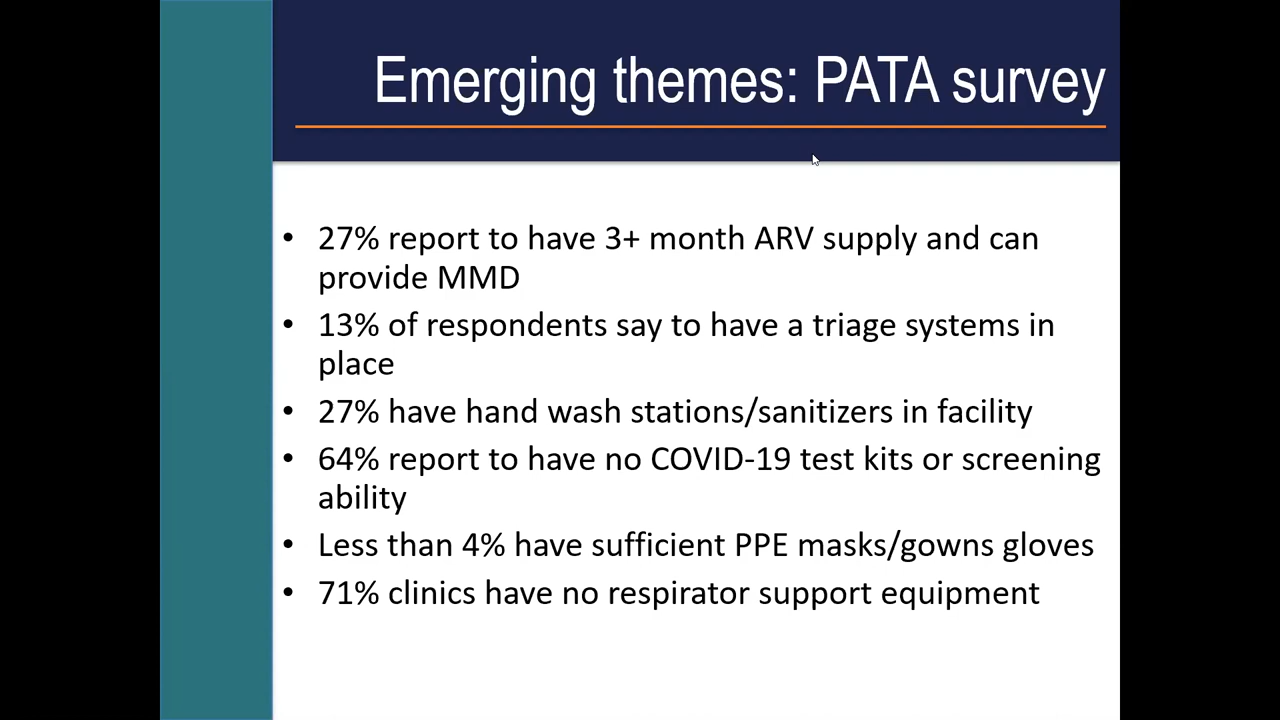 Emerging themes: PATA survey
• 27% report to have 3+ month ARV supply and can
provide MMD
• 13% of respondents say to have a triage systems in
place
• 27% have hand wash stations/sanitizers in facility
• 64% report to have no COVID-19 test kits or screening
ability
• Less than 4% have sufficient PPE masks/gowns gloves
• 71% clinics have no respirator support equipment